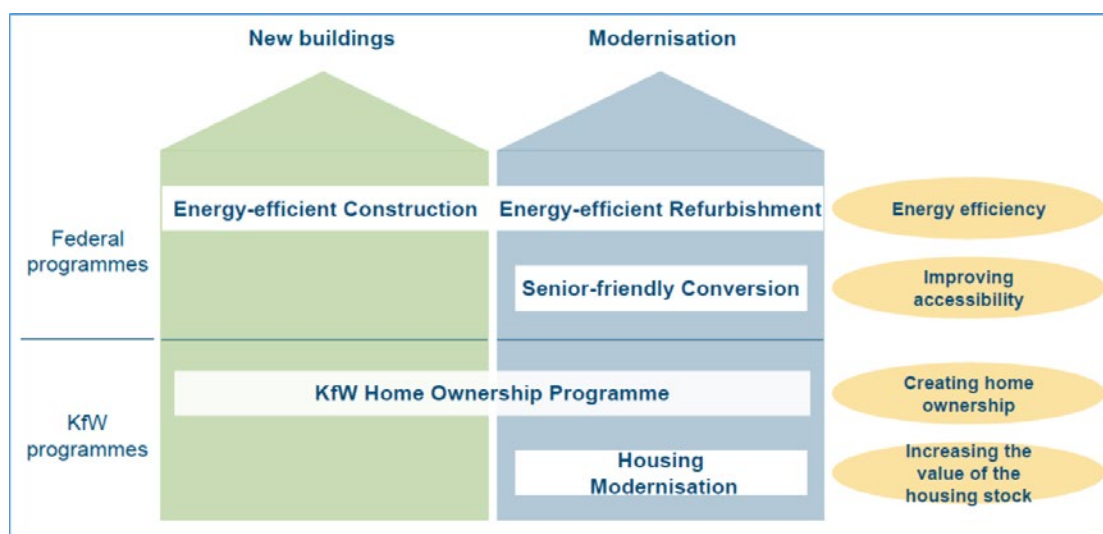 New buildings
Modernisation
Energy-efficient Construction
Energy-efficient Refurbishment
Energy efficiency
Federal
programmes
Senior-friendly Conversion
Improving
accessibility
KfW Home Ownership Programme
Creating home
ownership
KfW
programmes
Housing
Modernisation
Increasing the
value of the
housing stock